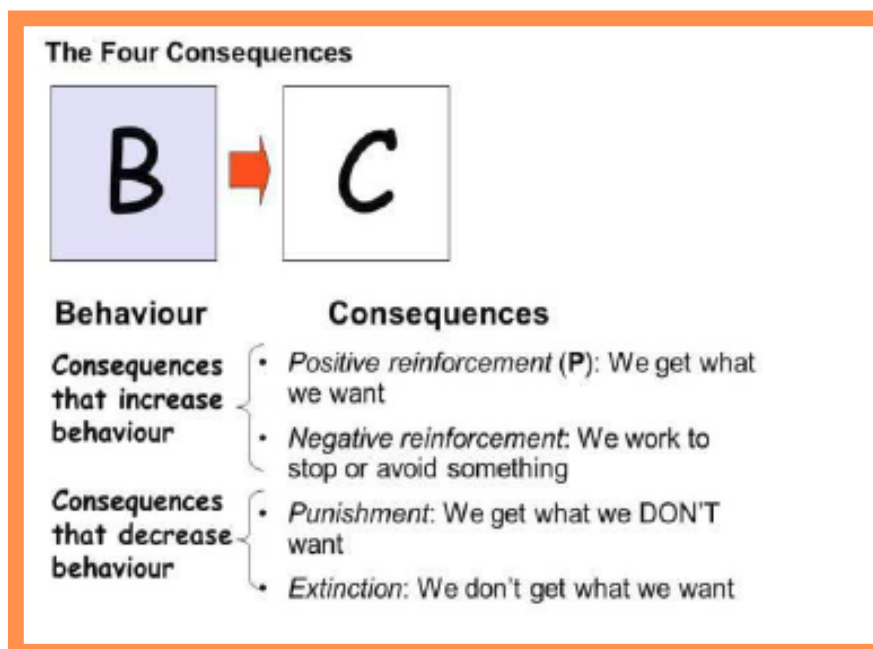 The Four Consequences
B
C
Behaviour
Consequences
Consequences
that increase
behaviour
• Positive reinforcement (P): We get what
we want
• Negative reinforcement: We work to
stop or avoid something
Consequences
that decrease
behaviour
• Punishment: We get what we DON'T
want
• Extinction: We don't get what we want